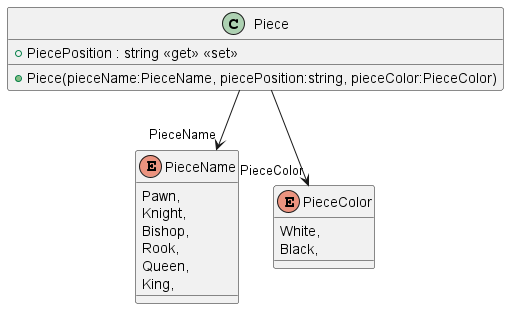 C Piece
PiecePosition : string «get» «set»
Piece(pieceName:PieceName, piecePosition:string, pieceColor:PieceColor)
PieceName
PieceColor
E PieceName
Pawn,
Knight,
Bishop,
Rook,
Queen,
King,
E PieceColor
White,
Black,